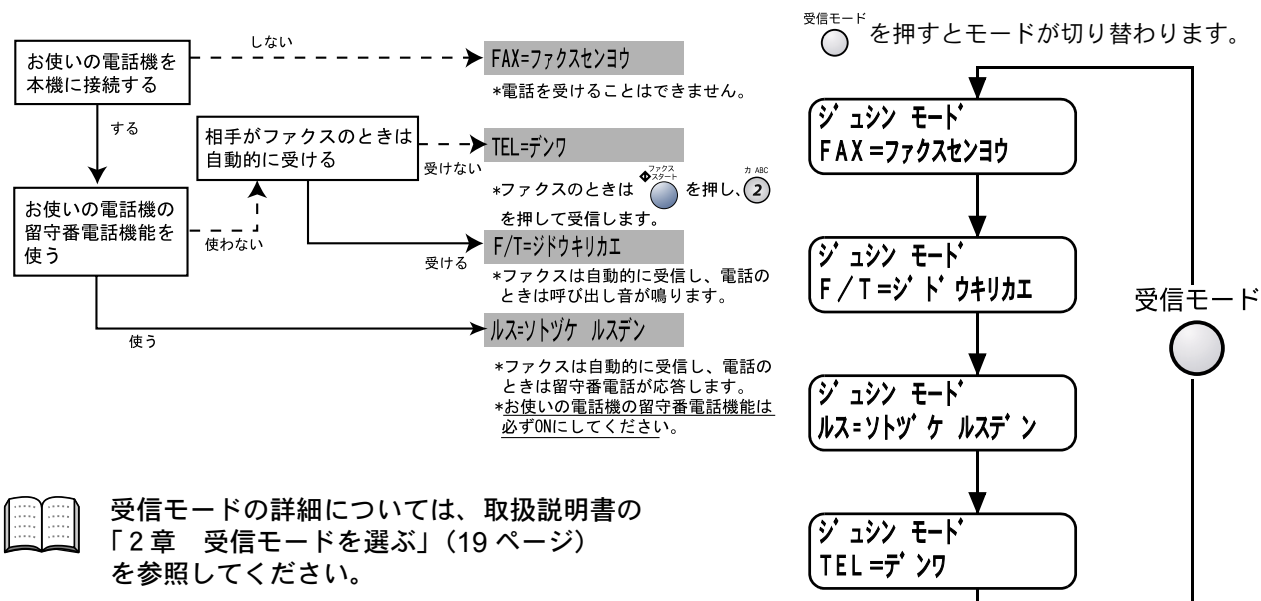 お使いの電話機を
本機に接続する
しない
FAX=ファクスセンヨウ
*電話を受けることはできません。
する
相手がファクスのときは
自動的に受ける
受けない
TEL=デンワ
*ファクスのときは ファクス スタート を押し、カ ABC 2
を押して受信します。
お使いの電話機の
留守番電話機能を
使う
使わない
受ける
F/T=ジドウキリカエ
*ファクスは自動的に受信し、電話の
ときは呼び出し音が鳴ります。
使う
ルス=ソトヅケ ルスデン
*ファクスは自動的に受信し、電話の
ときは留守番電話が応答します。
*お使いの電話機の留守番電話機能は
必ずONにしてください。
受信モードの詳細については、取扱説明書の
「2章 受信モードを選ぶ」(19 ページ)
を参照してください。
受信モード を押すとモードが切り替わります。
ジュシン モード
FAX=ファクスセンヨウ
ジュシン モード
F/T=ジドウキリカエ
受信モード
ジュシン モード
ルス=ソトヅケ ルスデン
ジュシン モード
TEL=デンワ